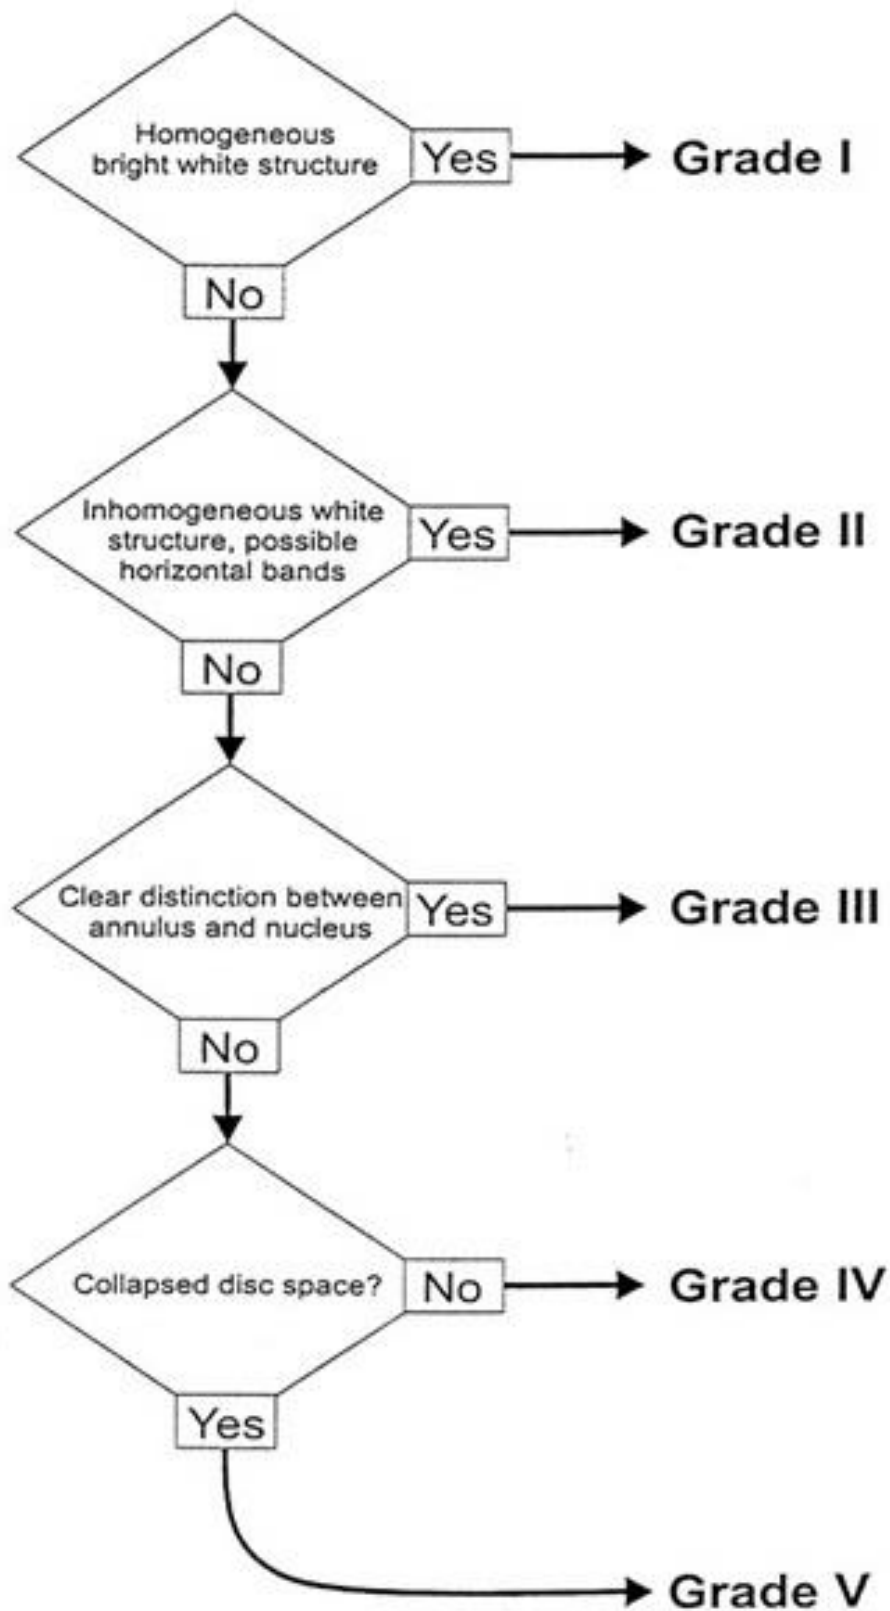 Homogeneous
bright white structure
Yes
Grade I
No
Inhomogeneous white
structure, possible
horizontal bands
Yes
Grade II
No
Clear distinction between
annulus and nucleus
Yes
Grade III
No
Collapsed disc space?
No
Grade IV
Yes
Grade V